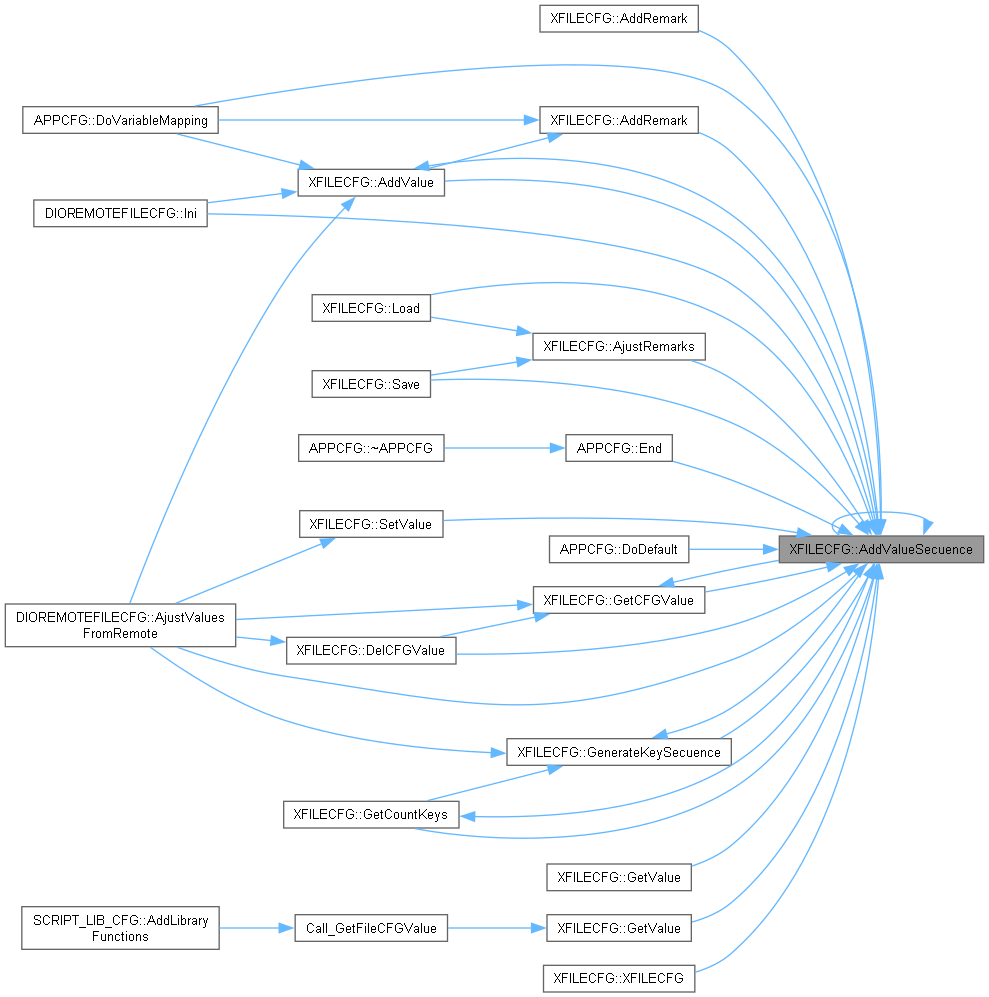 XFILECFG::AddRemark
APPCFG::DoVariableMapping
XFILECFG::AddRemark
XFILECFG::AddValue
DIOREMOTEFILECFG::Ini
XFILECFG::Load
XFILECFG::AjustRemarks
XFILECFG::Save
APPCFG::~APPCFG
APPCFG::End
XFILECFG::SetValue
APPCFG::DoDefault
XFILECFG::AddValueSecuence
XFILECFG::GetCFGValue
DIOREMOTEFILECFG::AjustValues
FromRemote
XFILECFG::DelCFGValue
XFILECFG::GenerateKeySecuence
XFILECFG::GetCountKeys
XFILECFG::GetValue
SCRIPT_LIB_CFG::AddLibrary
Functions
Call_GetFileCFGValue
XFILECFG::GetValue
XFILECFG::XFILECFG